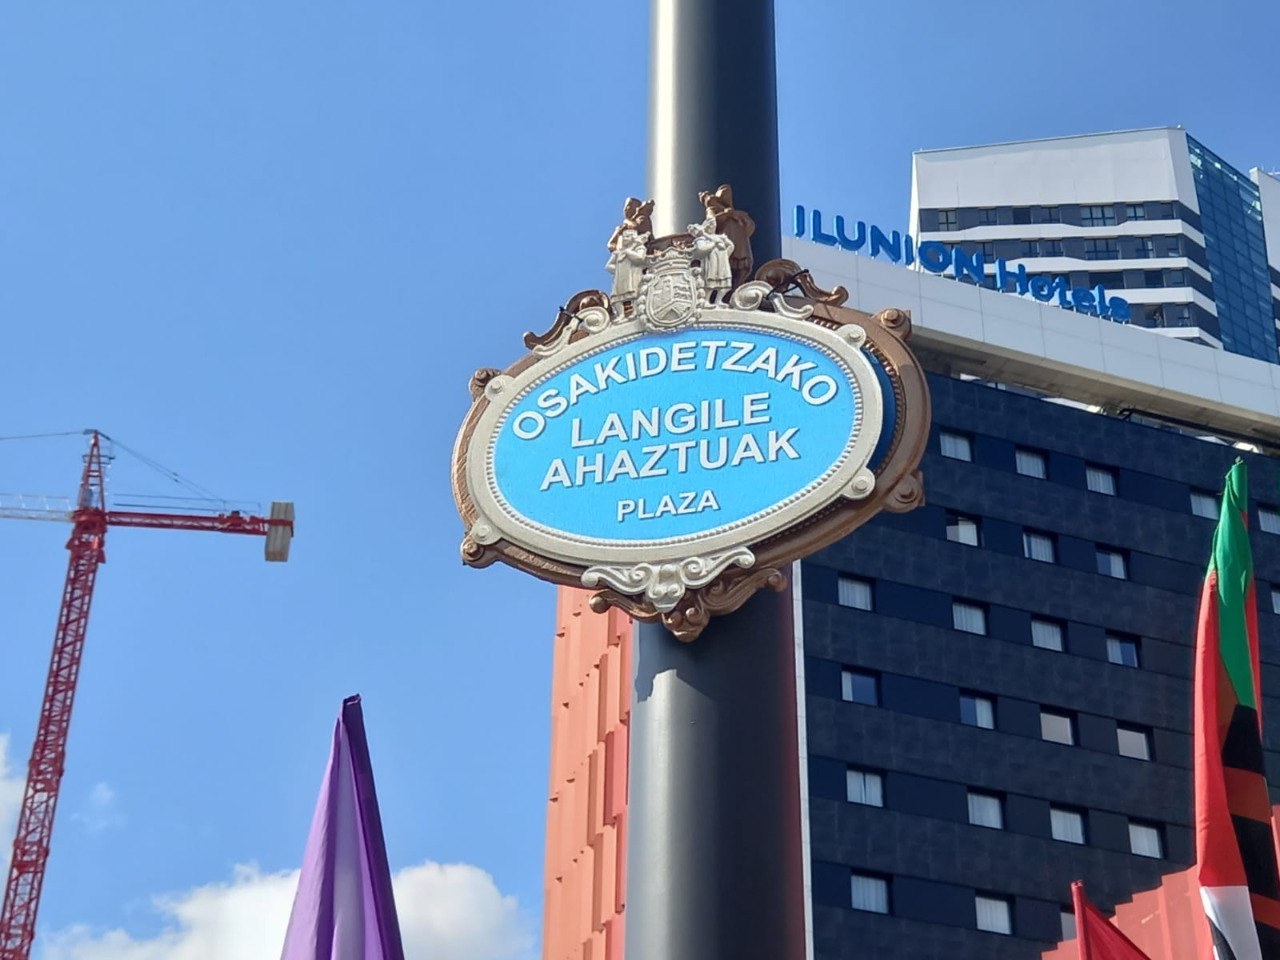 ILUNION Hotels
OSAKIDETZAKO
LANGILE
AHAZTUAK
PLAZA